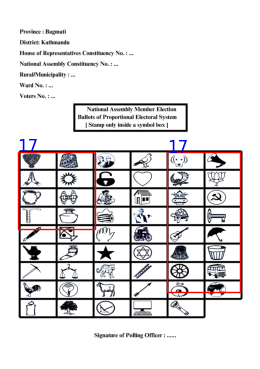 Province : Bagmati
District: Kathmandu
House of Representatives Constituency No. : ...
National Assembly Constituency No. : ...
Rural/Municipality : ...
Ward No. : ...
Voters No. : ...
National Assembly Member Election
Ballots of Proportional Electoral System
[ Stamp only inside a symbol box ]
17
17
Signature of Polling Officer : ......